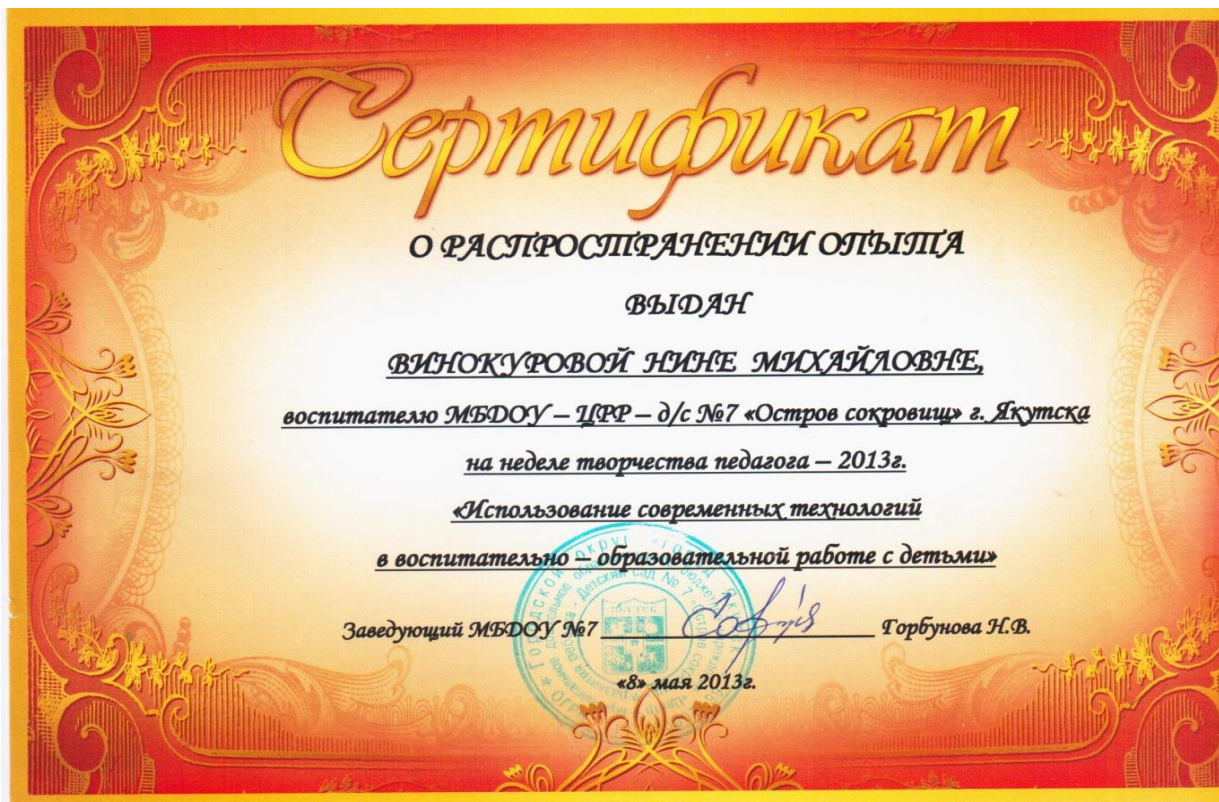 Сертификат
О РАСПРОСТРАНЕНИИ ОПЫТА
ВЫДАН
ВИНОКУРОВОЙ НИНЕ МИХАЙЛОВНЕ,
воспитателю МБДОУ – ЦРР – д/с №7 «Остров сокровищ» г. Якутска
на неделе творчества педагога – 2013г.
«Использование современных технологий
в воспитательно – образовательной работе с детьми»
Заведующий МБДОУ №7 Горбунова Н.В.
«8» мая 2013г.